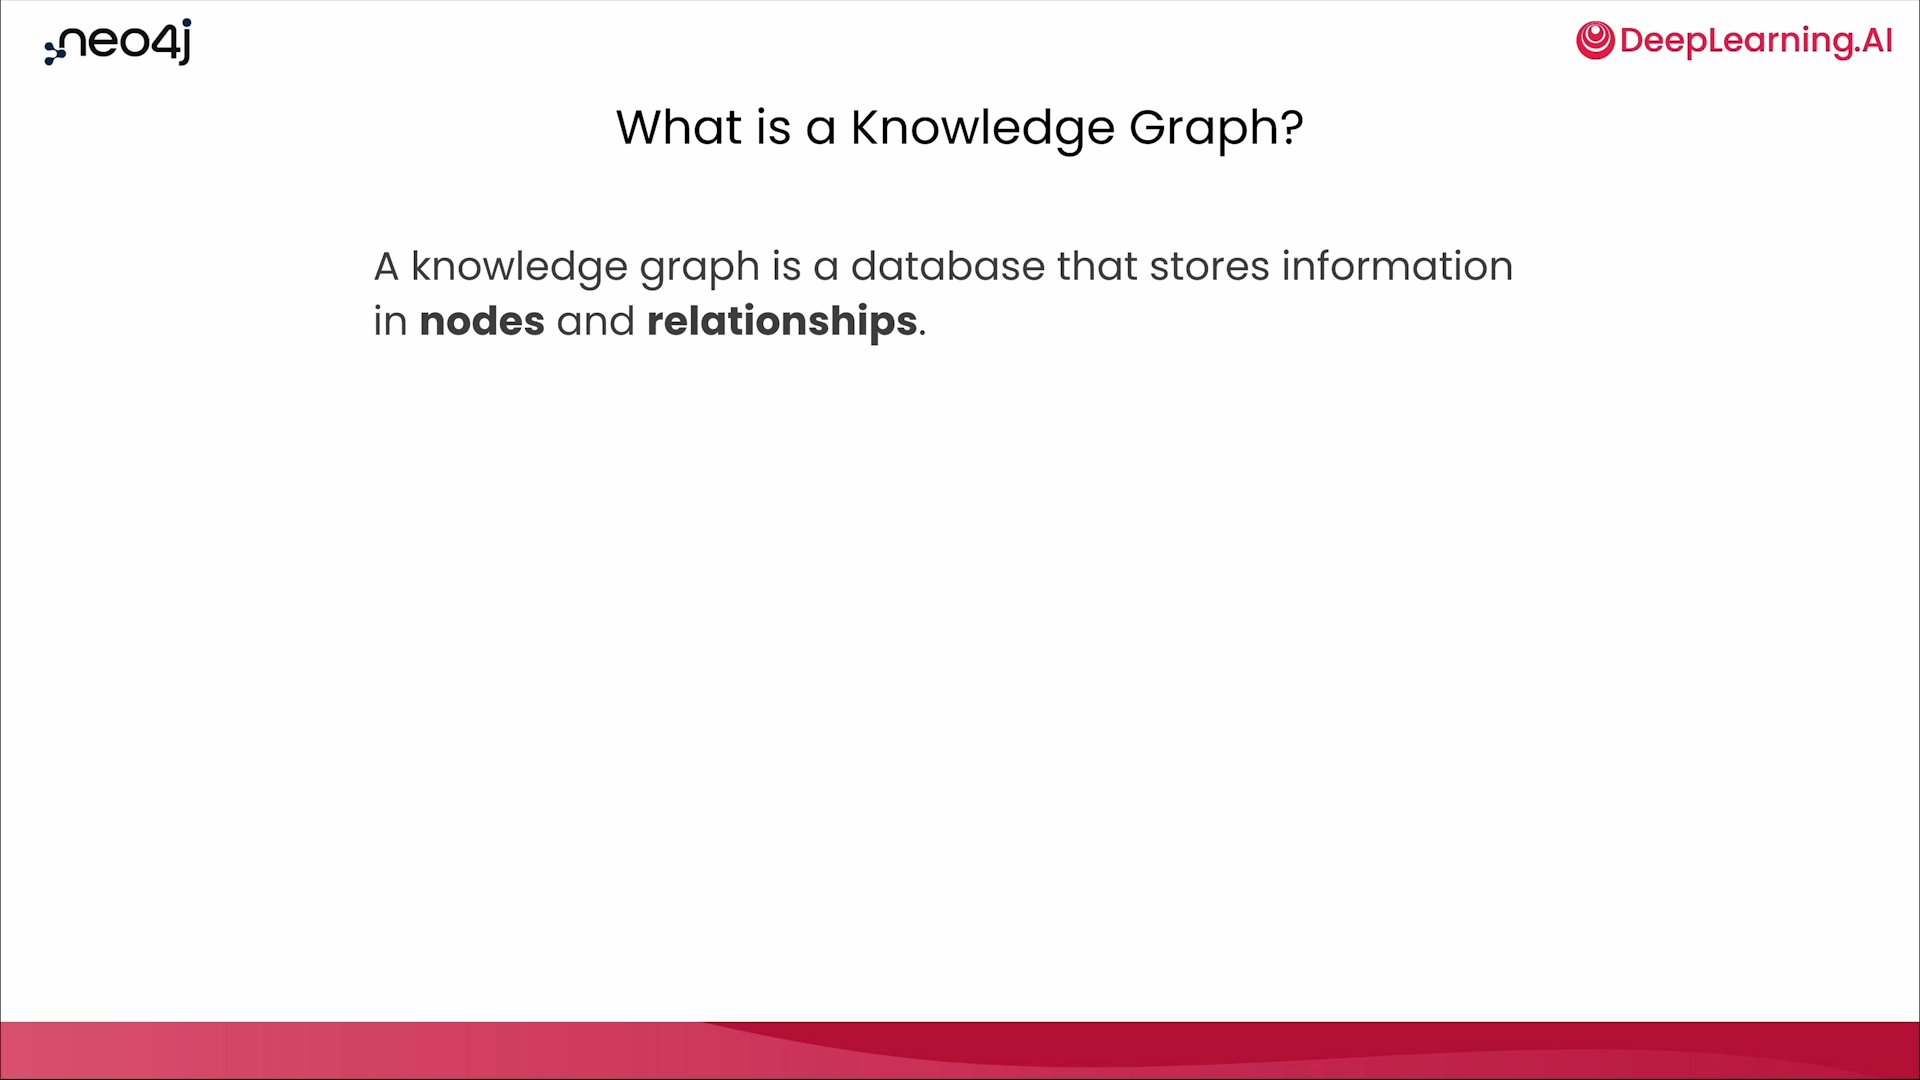 neo4j
DeepLearning.AI
What is a Knowledge Graph?
A knowledge graph is a database that stores information
in nodes and relationships.